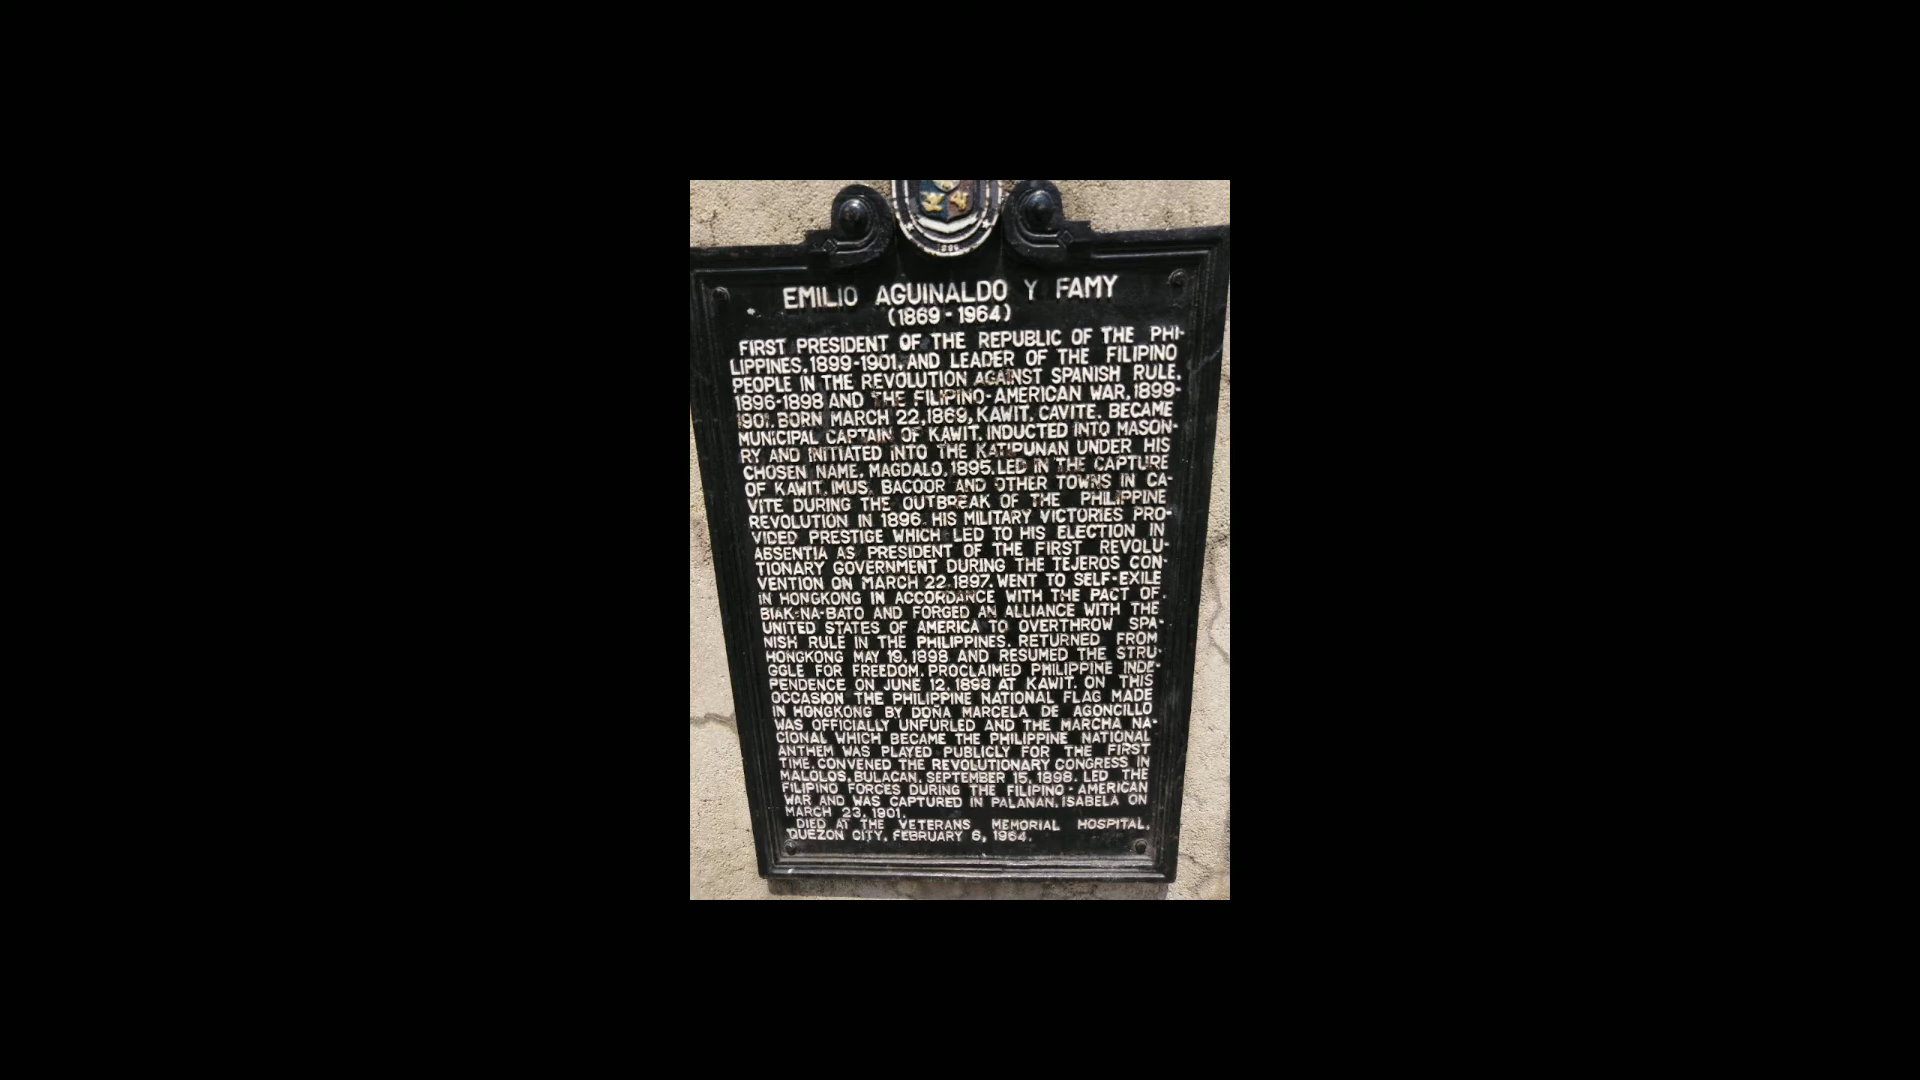 EMILIO AGUINALDO Y FAMY
(1869-1964)
FIRST PRESIDENT OF THE REPUBLIC OF THE PHI-
LIPPINES, 1899-1901, AND LEADER OF THE FILIPINO
PEOPLE IN THE REVOLUTION AGAINST SPANISH RULE,
1896-1898 AND THE FILIPINO-AMERICAN WAR, 1899-
1901. BORN MARCH 22, 1869, KAWIT, CAVITE. BECAME
MUNICIPAL CAPTAIN OF KAWIT, INDUCTED INTO MASON-
RY AND INITIATED INTO THE KATIPUNAN UNDER HIS
CHOSEN NAME, MAGDALO, 1895. LED IN THE CAPTURE
OF KAWIT, IMUS, BACOOR AND OTHER TOWNS IN CA-
VITE DURING THE OUTBREAK OF THE PHILIPPINE
REVOLUTION IN 1896. HIS MILITARY VICTORIES PRO-
VIDED PRESTIGE WHICH LED TO HIS ELECTION IN
ABSENTIA AS PRESIDENT OF THE FIRST REVOLU-
TIONARY GOVERNMENT DURING THE TEJEROS CON-
VENTION ON MARCH 22, 1897. WENT TO SELF-EXILE
IN HONGKONG IN ACCORDANCE WITH THE PACT OF
BIAK-NA-BATO AND FORGED AN ALLIANCE WITH THE
UNITED STATES OF AMERICA TO OVERTHROW SPA-
NISH RULE IN THE PHILIPPINES. RETURNED FROM
HONGKONG MAY 19, 1898 AND RESUMED THE STRU-
GGLE FOR FREEDOM. PROCLAIMED PHILIPPINE INDE-
PENDENCE ON JUNE 12, 1898 AT KAWIT. ON THIS
OCCASION THE PHILIPPINE NATIONAL FLAG MADE
IN HONGKONG BY DOÑA MARCELA DE AGONCILLO
WAS OFFICIALLY UNFURLED AND THE MARCHA NA-
CIONAL WHICH BECAME THE PHILIPPINE NATIONAL
ANTHEM WAS PLAYED PUBLICLY FOR THE FIRST
TIME. CONVENED THE REVOLUTIONARY CONGRESS IN
MALOLOS, BULACAN, SEPTEMBER 15, 1898. LED THE
FILIPINO FORCES DURING THE FILIPINO-AMERICAN
WAR AND WAS CAPTURED IN PALANAN, ISABELA ON
MARCH 23, 1901.
DIED AT THE VETERANS MEMORIAL HOSPITAL,
QUEZON CITY, FEBRUARY 6, 1964.